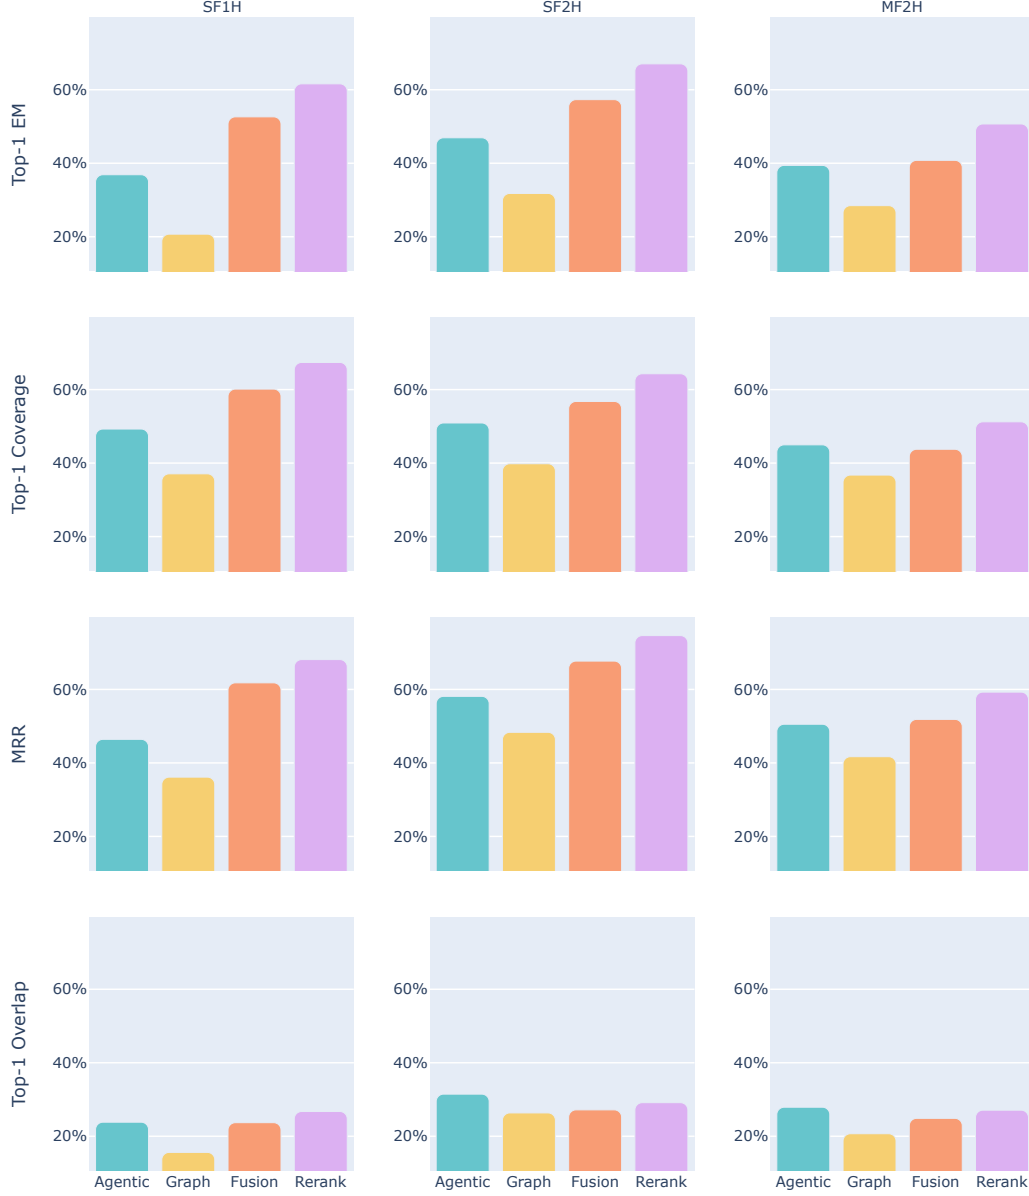 SF1H SF2H MF2H
Top-1 EM
60% 60% 60%
40% 40% 40%
20% 20% 20%
Top-1 Coverage
60% 60% 60%
40% 40% 40%
20% 20% 20%
MRR
60% 60% 60%
40% 40% 40%
20% 20% 20%
Top-1 Overlap
60% 60% 60%
40% 40% 40%
20% 20% 20%
Agentic Graph Fusion Rerank Agentic Graph Fusion Rerank Agentic Graph Fusion Rerank